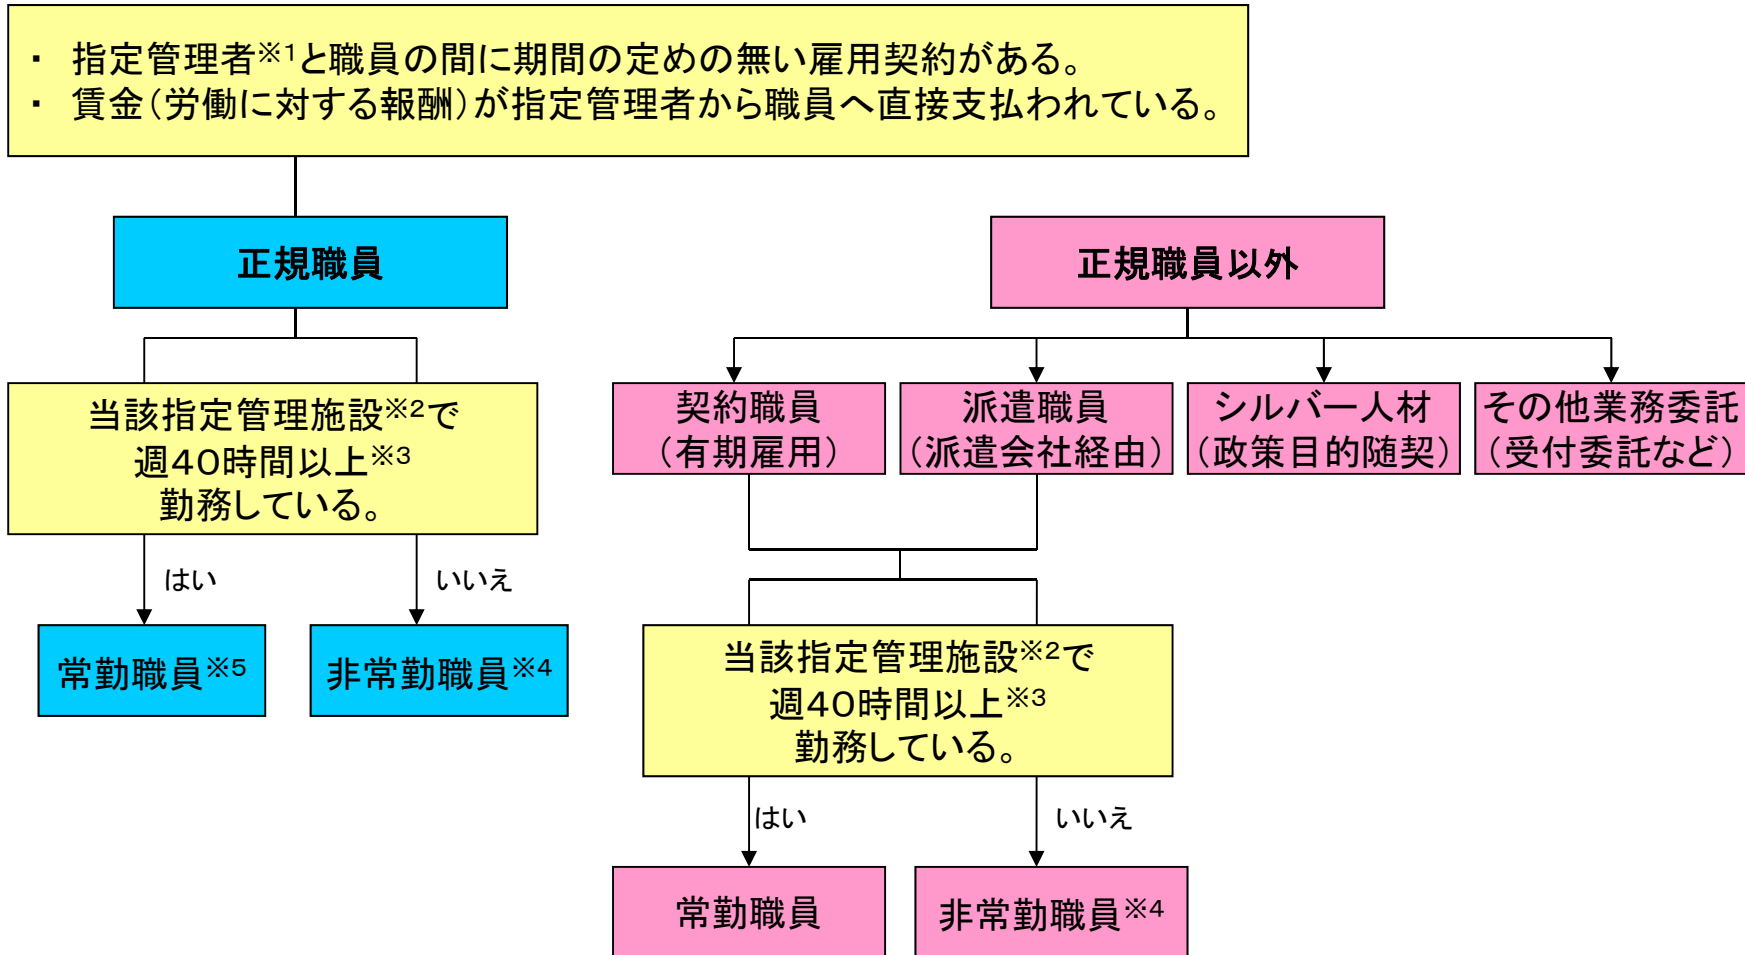 ・ 指定管理者※1と職員の間に期間の定めの無い雇用契約がある。
・ 賃金(労働に対する報酬)が指定管理者から職員へ直接支払われている。
正規職員
正規職員以外
当該指定管理施設※2で
週40時間以上※3
勤務している。
契約職員
(有期雇用)
派遣職員
(派遣会社経由)
シルバー人材
(政策目的随契)
その他業務委託
(受付委託など)
はい
いいえ
常勤職員※5
非常勤職員※4
当該指定管理施設※2で
週40時間以上※3
勤務している。
はい
いいえ
常勤職員
非常勤職員※4